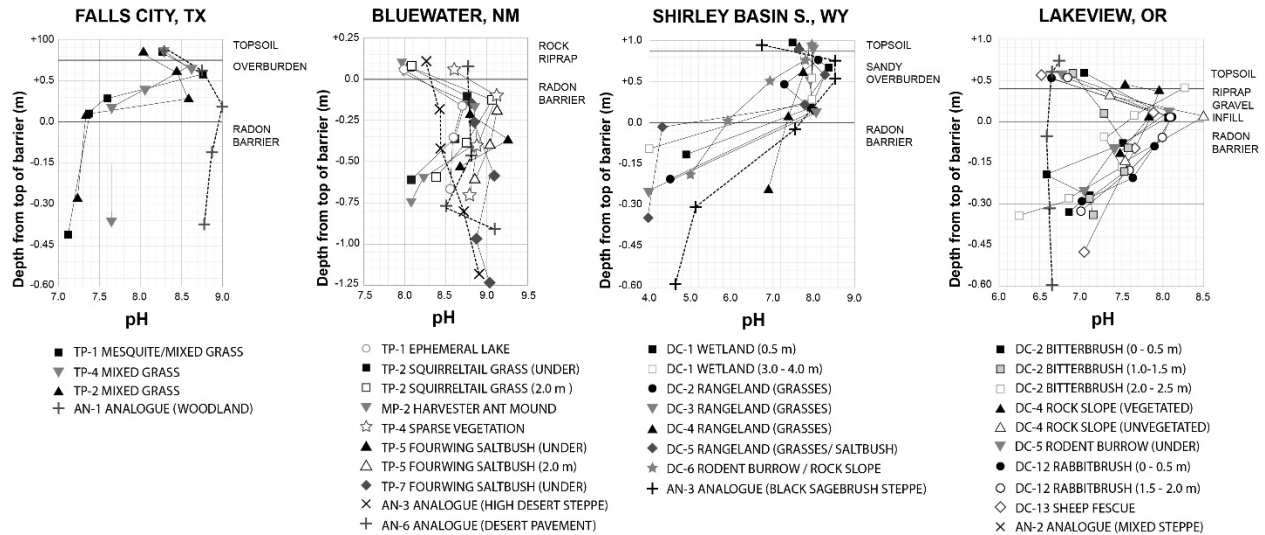 FALLS CITY, TX
Depth from top of barrier (m)
+100
+0.5
0.0
-0.15
-0.30
-0.45
-0.60
7.0 7.5 8.0 8.5 9.0
pH
TOPSOIL
OVERBURDEN
RADON
BARRIER
TP-1 MESQUITE/MIXED GRASS
TP-4 MIXED GRASS
TP-2 MIXED GRASS
AN-1 ANALOGUE (WOODLAND)
BLUEWATER, NM
Depth from top of barrier (m)
+0.25
0.00
-0.25
-0.50
-0.75
-1.00
-1.25
7.5 8.0 8.5 9.0 9.5
pH
ROCK
RIPRAP
RADON
BARRIER
TP-1 EPHEMERAL LAKE
TP-2 SQUIRRELTAIL GRASS (UNDER)
TP-2 SQUIRRELTAIL GRASS (2.0 m )
MP-2 HARVESTER ANT MOUND
TP-4 SPARSE VEGETATION
TP-5 FOURWING SALTBUSH (UNDER)
TP-5 FOURWING SALTBUSH (2.0 m)
TP-7 FOURWING SALTBUSH (UNDER)
AN-3 ANALOGUE (HIGH DESERT STEPPE)
AN-6 ANALOGUE (DESERT PAVEMENT)
SHIRLEY BASIN S., WY
Depth from top of barrier (m)
+1.0
+0.5
0.0
-0.15
-0.30
-0.45
-0.60
4.0 5.0 6.0 7.0 8.0 9.0
pH
TOPSOIL
SANDY
OVERBURDEN
RADON
BARRIER
DC-1 WETLAND (0.5 m)
DC-1 WETLAND (3.0 - 4.0 m)
DC-2 RANGELAND (GRASSES)
DC-3 RANGELAND (GRASSES)
DC-4 RANGELAND (GRASSES)
DC-5 RANGELAND (GRASSES/ SALTBUSH)
DC-6 RODENT BURROW / ROCK SLOPE
AN-3 ANALOGUE (BLACK SAGEBRUSH STEPPE)
LAKEVIEW, OR
Depth from top of barrier (m)
+1.0
+0.5
0.0
-0.15
-0.30
-0.45
-0.60
6.0 6.5 7.0 7.5 8.0 8.5
pH
TOPSOIL
RIPRAP
GRAVEL
INFILL
RADON
BARRIER
DC-2 BITTERBRUSH (0 - 0.5 m)
DC-2 BITTERBRUSH (1.0-1.5 m)
DC-2 BITTERBRUSH (2.0 - 2.5 m)
DC-4 ROCK SLOPE (VEGETATED)
DC-4 ROCK SLOPE (UNVEGETATED)
DC-5 RODENT BURROW (UNDER)
DC-12 RABBITBRUSH (0 - 0.5 m)
DC-12 RABBITBRUSH (1.5 - 2.0 m)
DC-13 SHEEP FESCUE
AN-2 ANALOGUE (MIXED STEPPE)